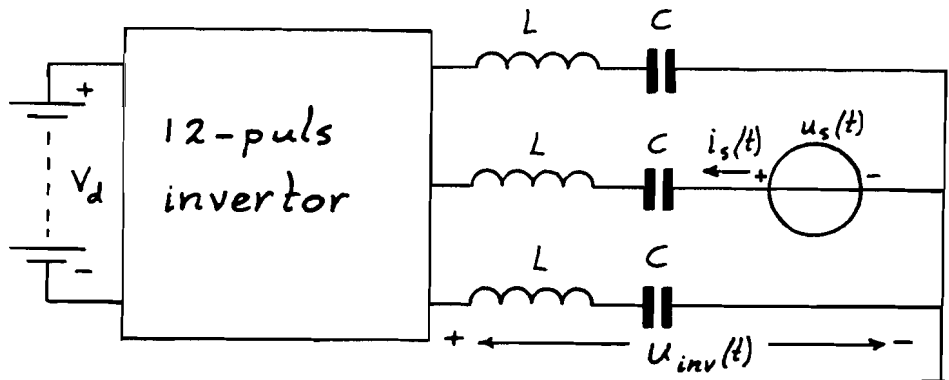 L C
+
12-puls
invertor
V_d
L C i_s(t) u_s(t)
+ -
-
L C
+ u_inv(t) -